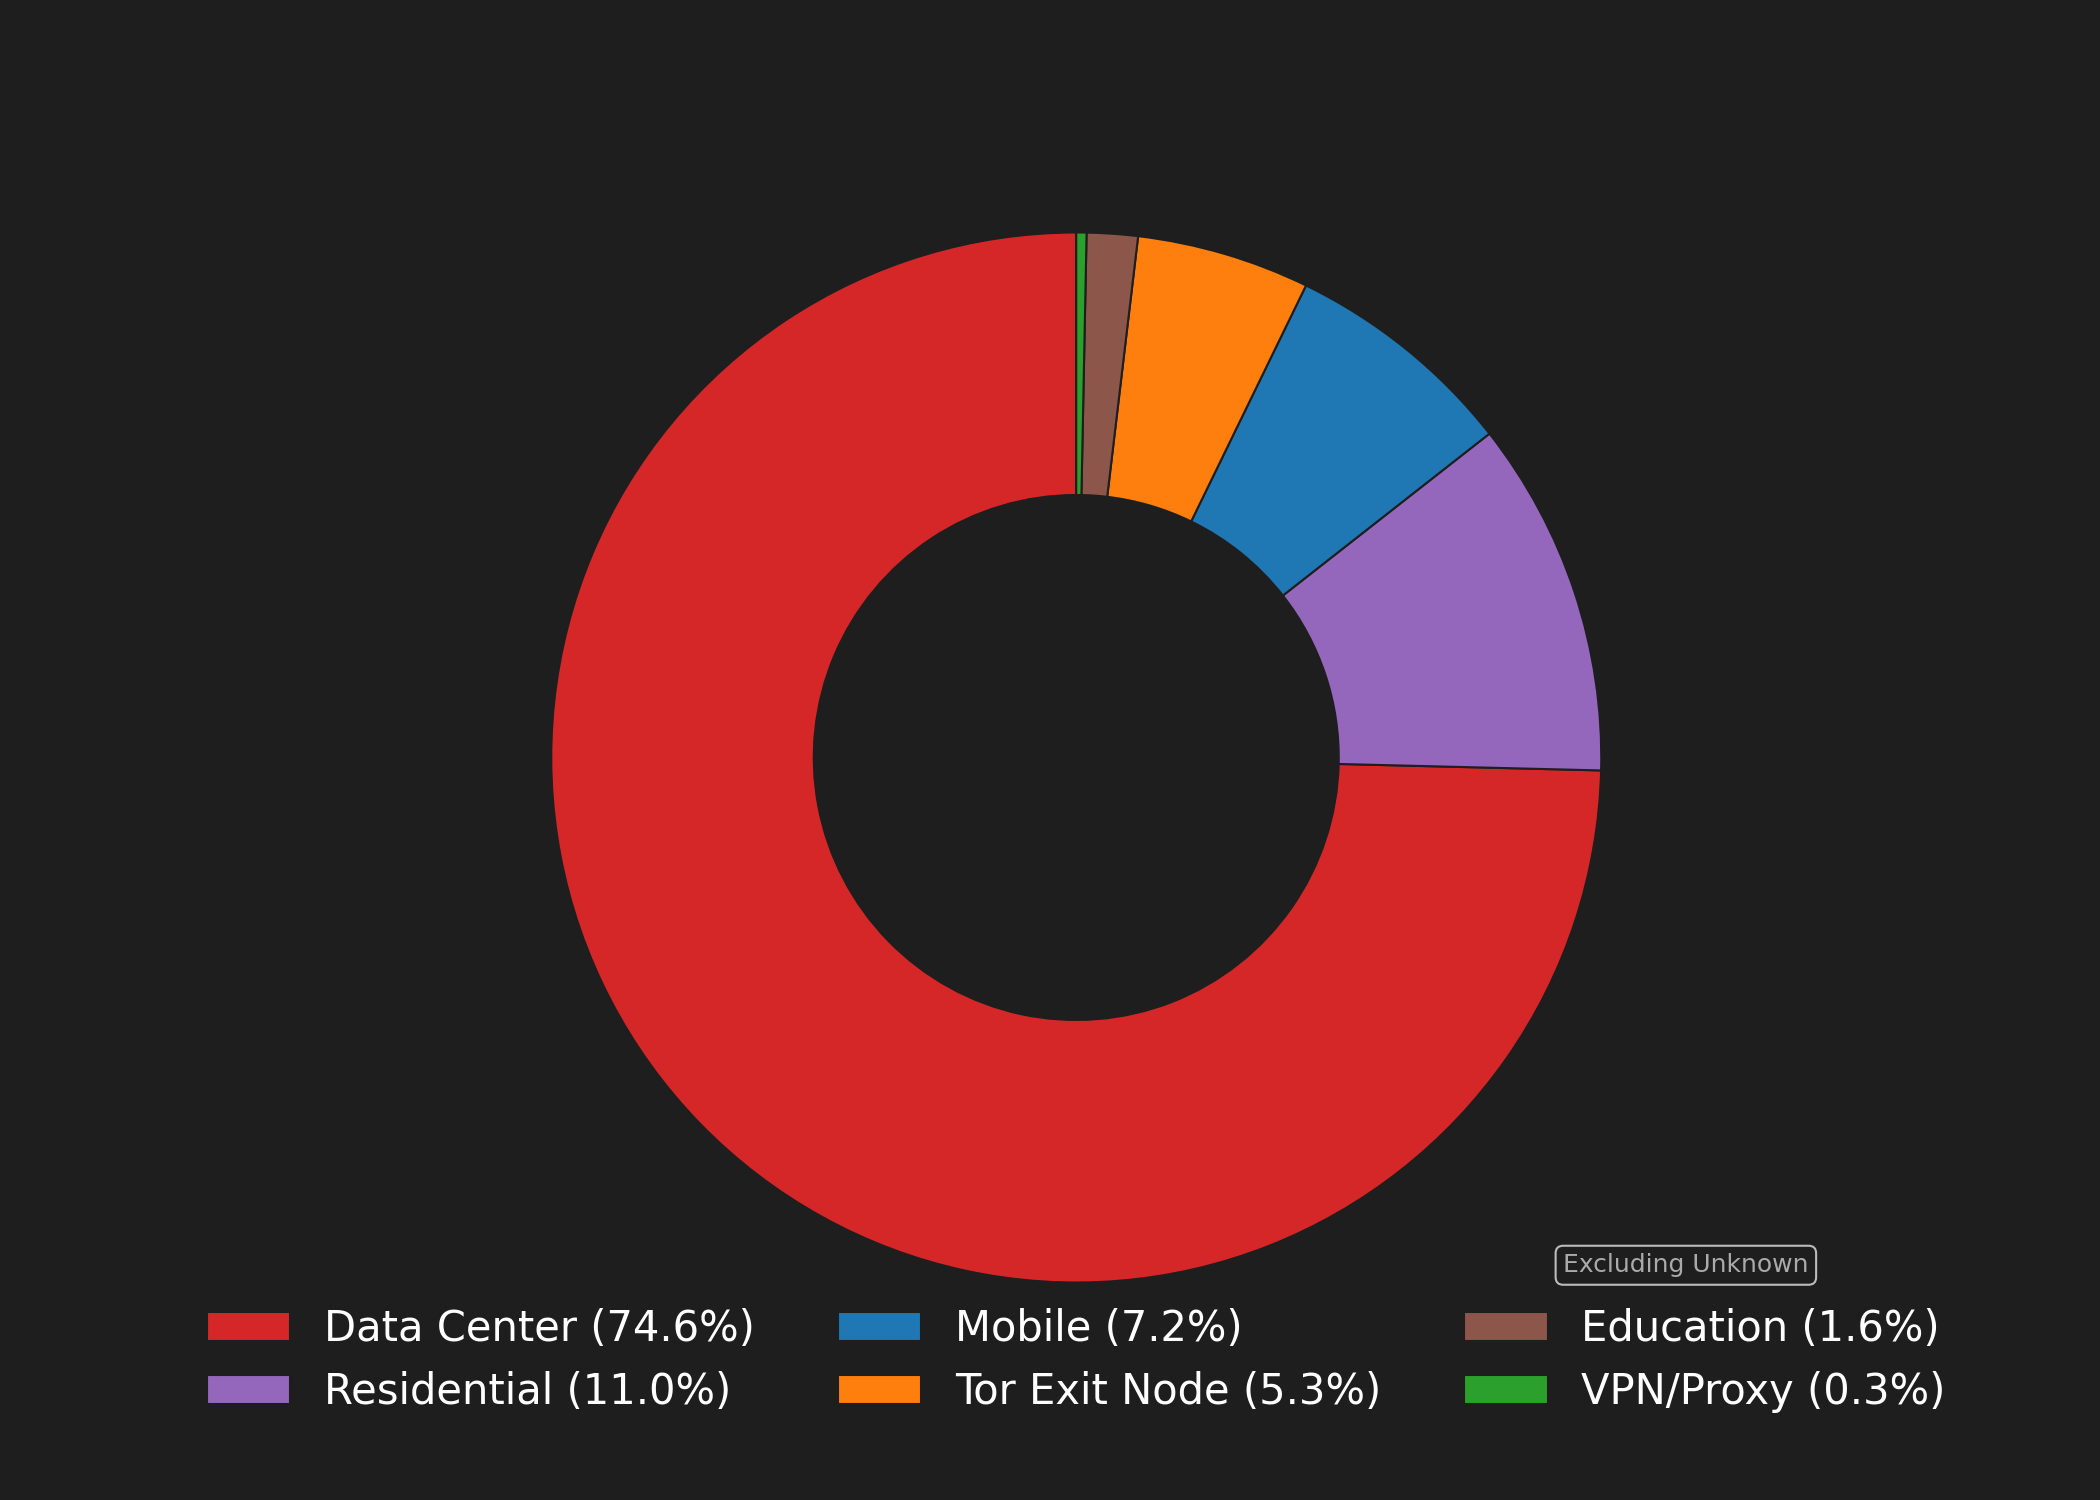 Excluding Unknown
Data Center (74.6%)
Residential (11.0%)
Mobile (7.2%)
Tor Exit Node (5.3%)
Education (1.6%)
VPN/Proxy (0.3%)